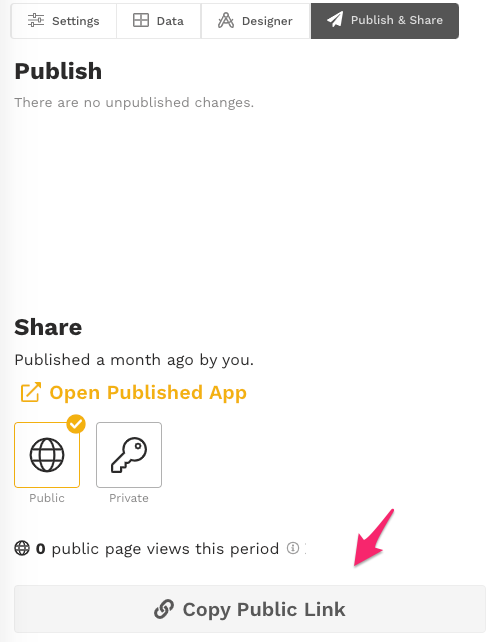 Settings Data Designer Publish & Share
Publish
There are no unpublished changes.
Share
Published a month ago by you.
Open Published App
Public Private
0 public page views this period
Copy Public Link